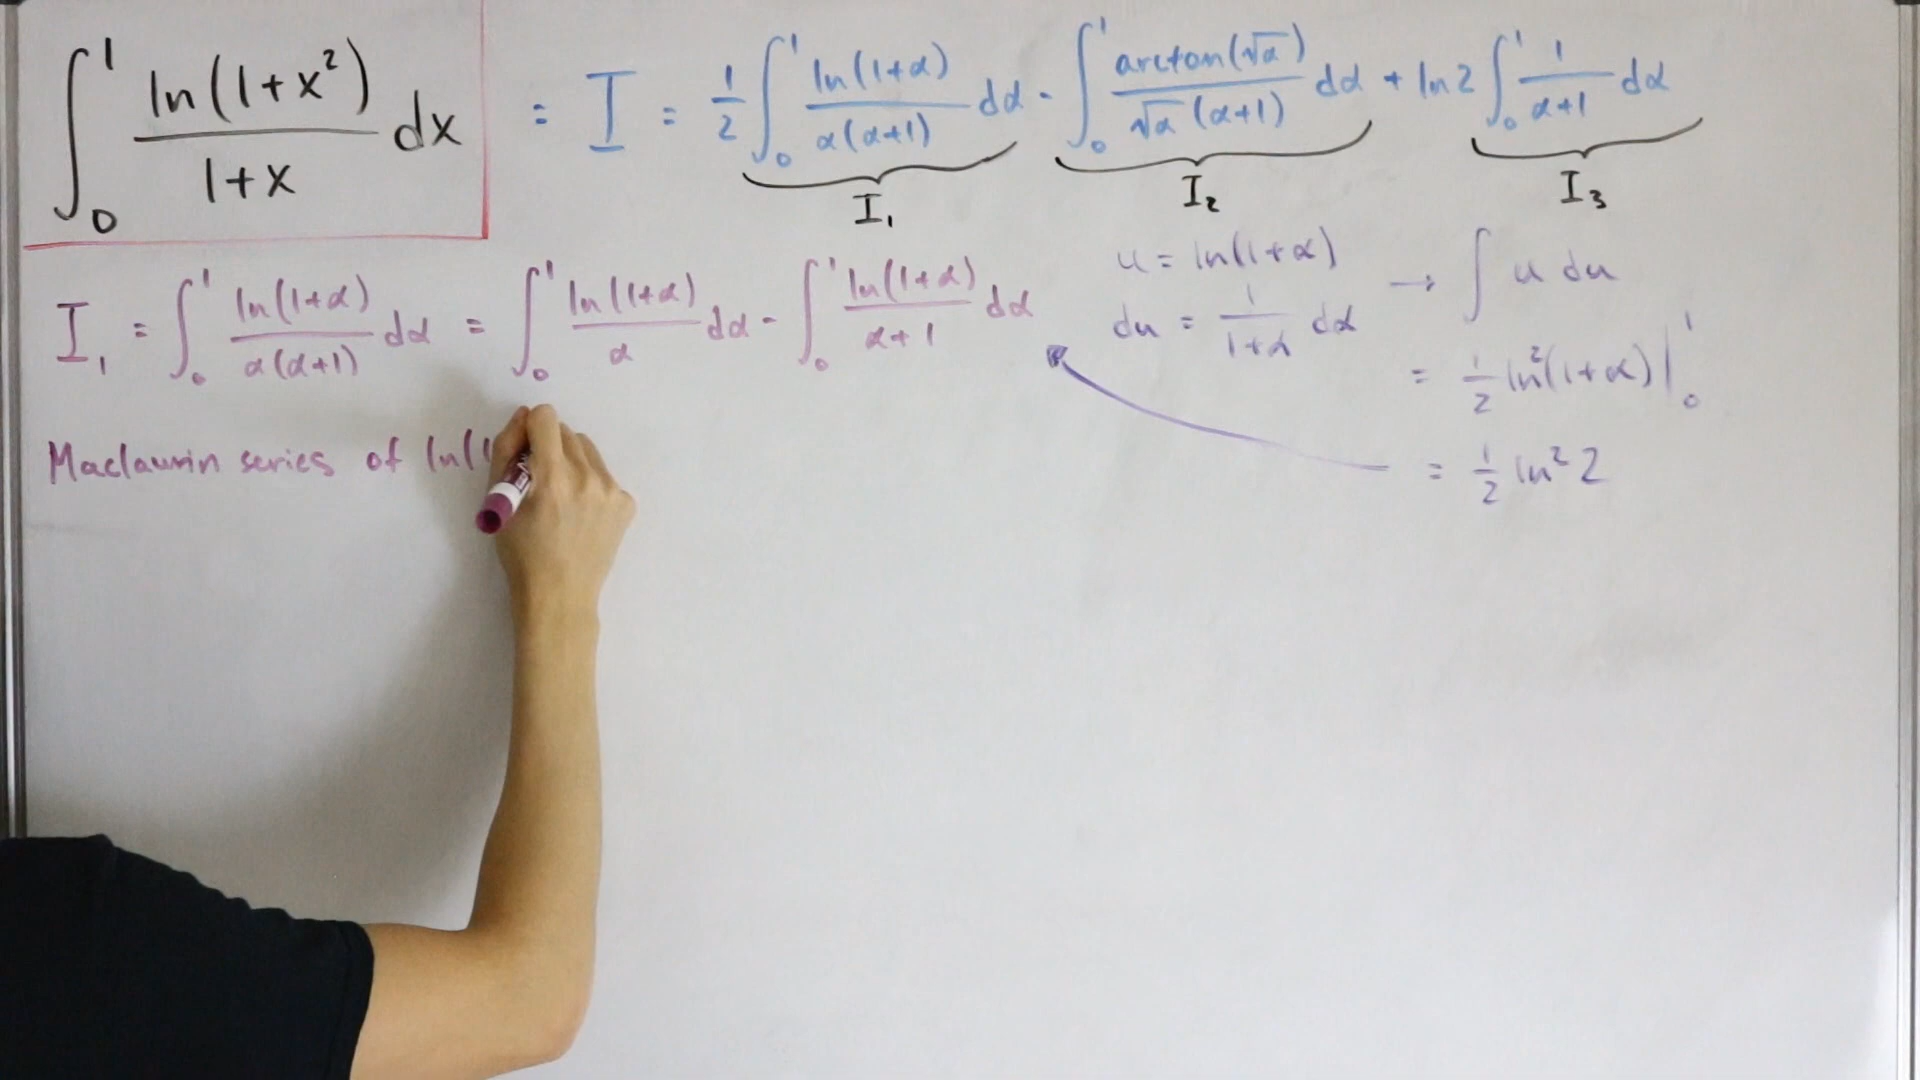 ∫₀¹ ln(1+x²)/(1+x) dx = I = 1/2 ∫₀¹ ln(1+α)/(α(α+1)) dα - ∫₀¹ arctan(√α)/(√α(α+1)) dα + ln2 ∫₀¹ 1/(α+1) dα
I₁ I₂ I₃
I₁ = ∫₀¹ ln(1+α)/(α(α+1)) dα = ∫₀¹ ln(1+α)/α dα - ∫₀¹ ln(1+α)/(α+1) dα
u = ln(1+α) → ∫ u du
du = 1/(1+α) dα
= 1/2 ln²(1+α)|₀¹
= 1/2 ln² 2
Maclaurin series of ln(1